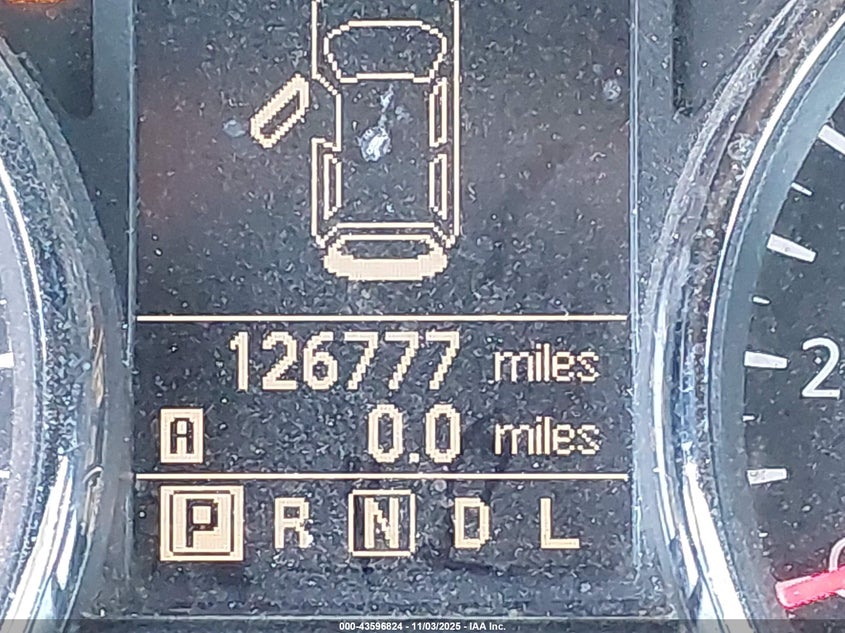 126777 miles
A 0.0 miles
P R N D L
2
000-43596824 - 11/03/2025 - IAA Inc.